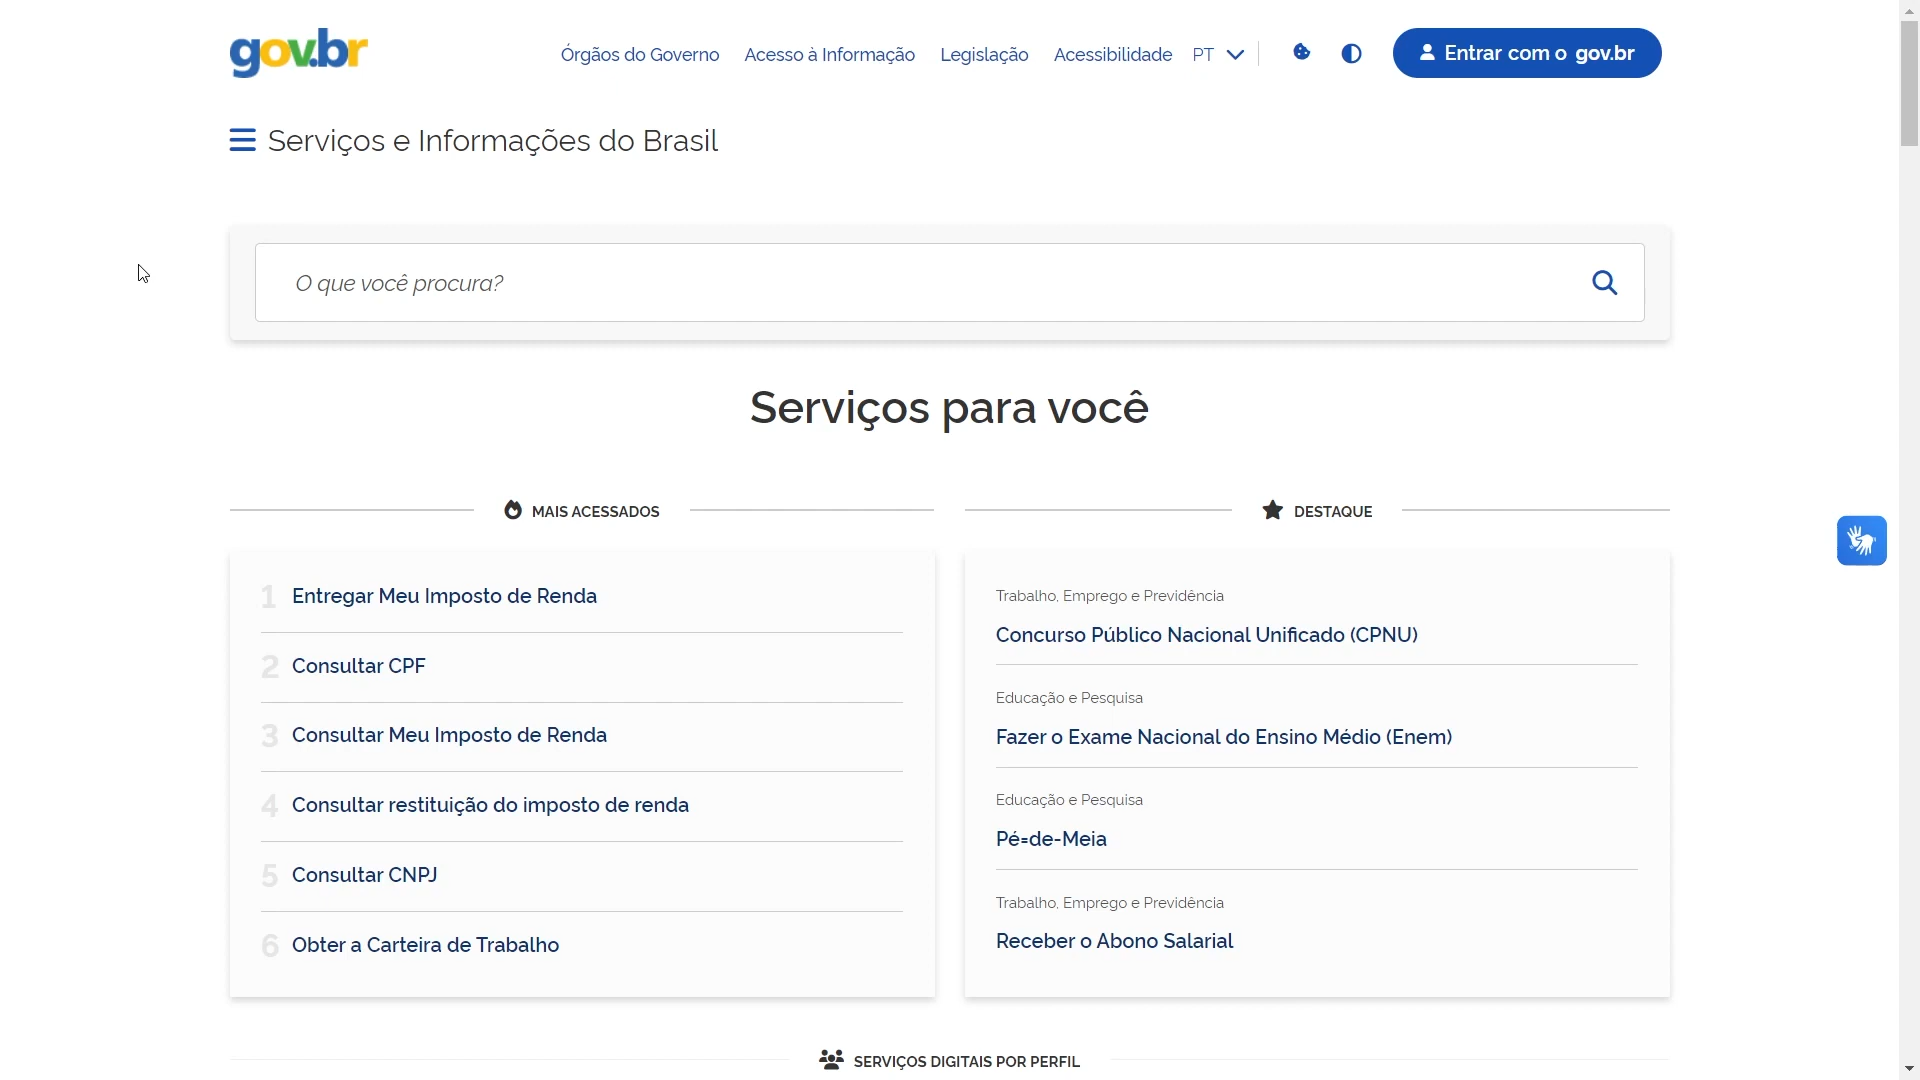 gov.br
Órgãos do Governo Acesso à Informação Legislação Acessibilidade PT Entrar com o gov.br
Serviços e Informações do Brasil
O que você procura?
Serviços para você
MAIS ACESSADOS
1 Entregar Meu Imposto de Renda
2 Consultar CPF
3 Consultar Meu Imposto de Renda
4 Consultar restituição do imposto de renda
5 Consultar CNPJ
6 Obter a Carteira de Trabalho
DESTAQUE
Trabalho, Emprego e Previdência
Concurso Público Nacional Unificado (CPNU)
Educação e Pesquisa
Fazer o Exame Nacional do Ensino Médio (Enem)
Educação e Pesquisa
Pé=de-Meia
Trabalho, Emprego e Previdência
Receber o Abono Salarial
SERVIÇOS DIGITAIS POR PERFIL